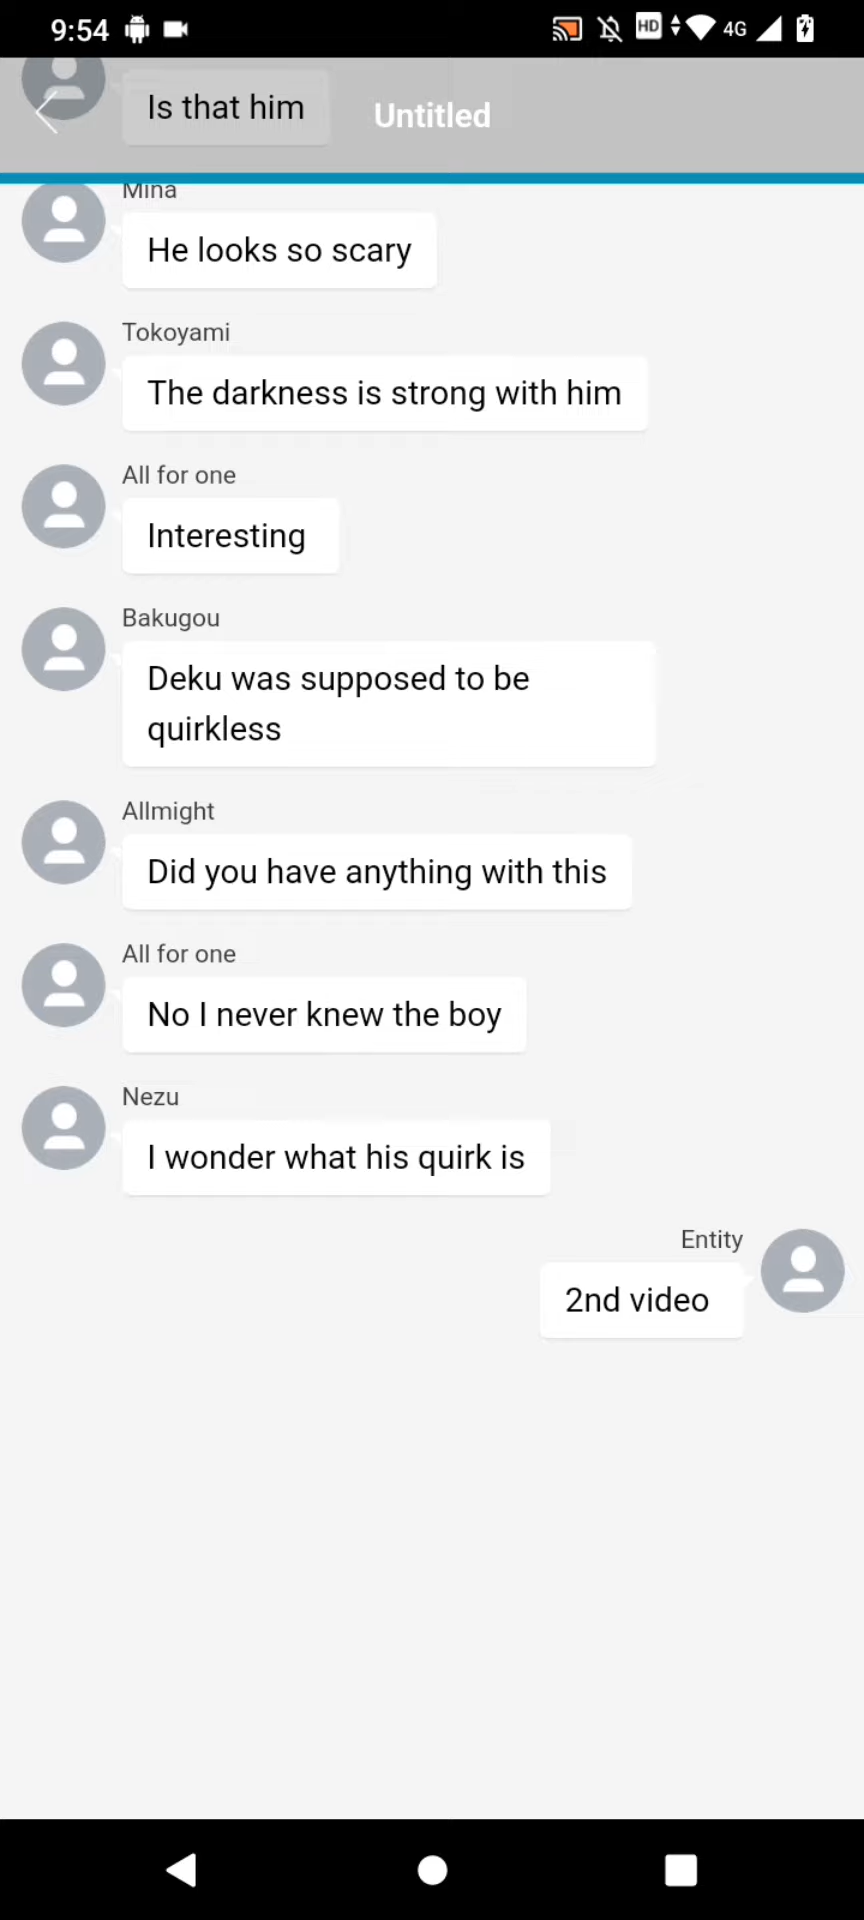 9:54
HD
4G
Is that him
Untitled
Mina
He looks so scary
Tokoyami
The darkness is strong with him
All for one
Interesting
Bakugou
Deku was supposed to be
quirkless
Allmight
Did you have anything with this
All for one
No I never knew the boy
Nezu
I wonder what his quirk is
Entity
2nd video